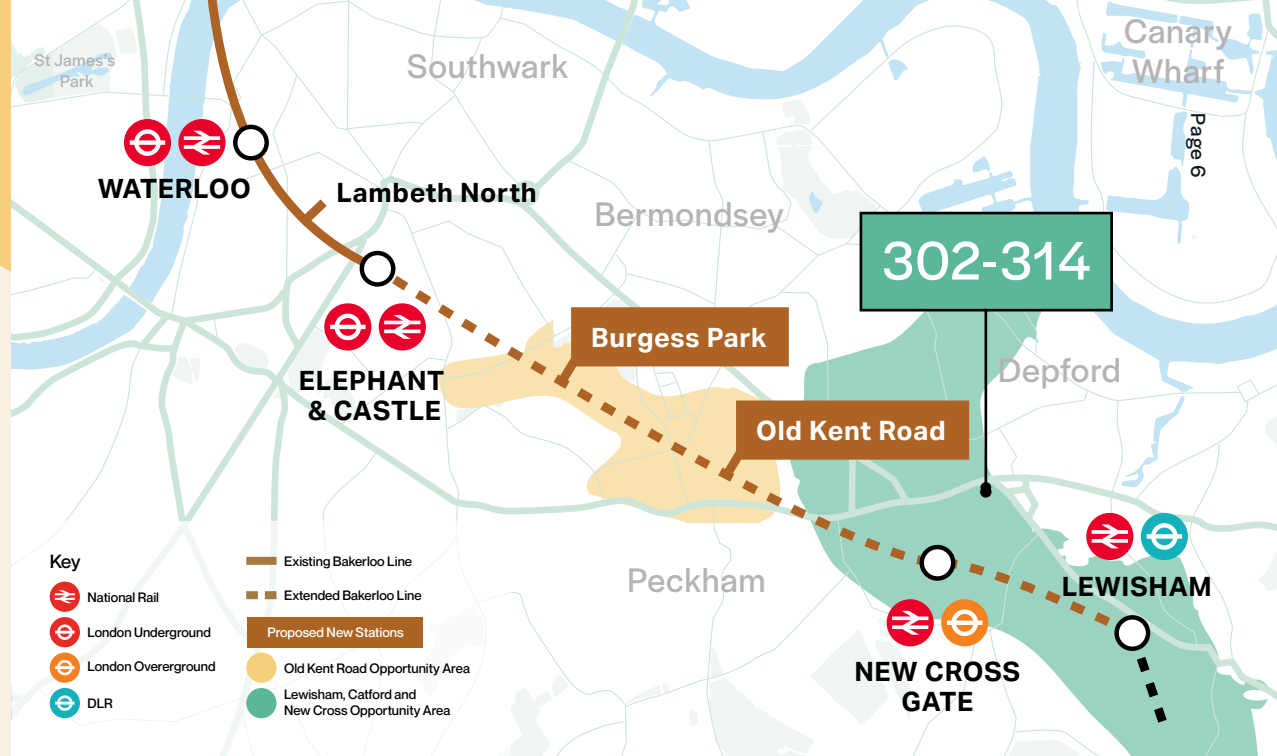 St James's
Park
Southwark
Canary
Wharf
Page 6
WATERLOO
Lambeth North
Bermondsey
302-314
Burgess Park
Depford
ELEPHANT
& CASTLE
Old Kent Road
Peckham
LEWISHAM
NEW CROSS
GATE
Key
National Rail
London Underground
London Overerground
DLR
Existing Bakerloo Line
Extended Bakerloo Line
Proposed New Stations
Old Kent Road Opportunity Area
Lewisham, Catford and
New Cross Opportunity Area